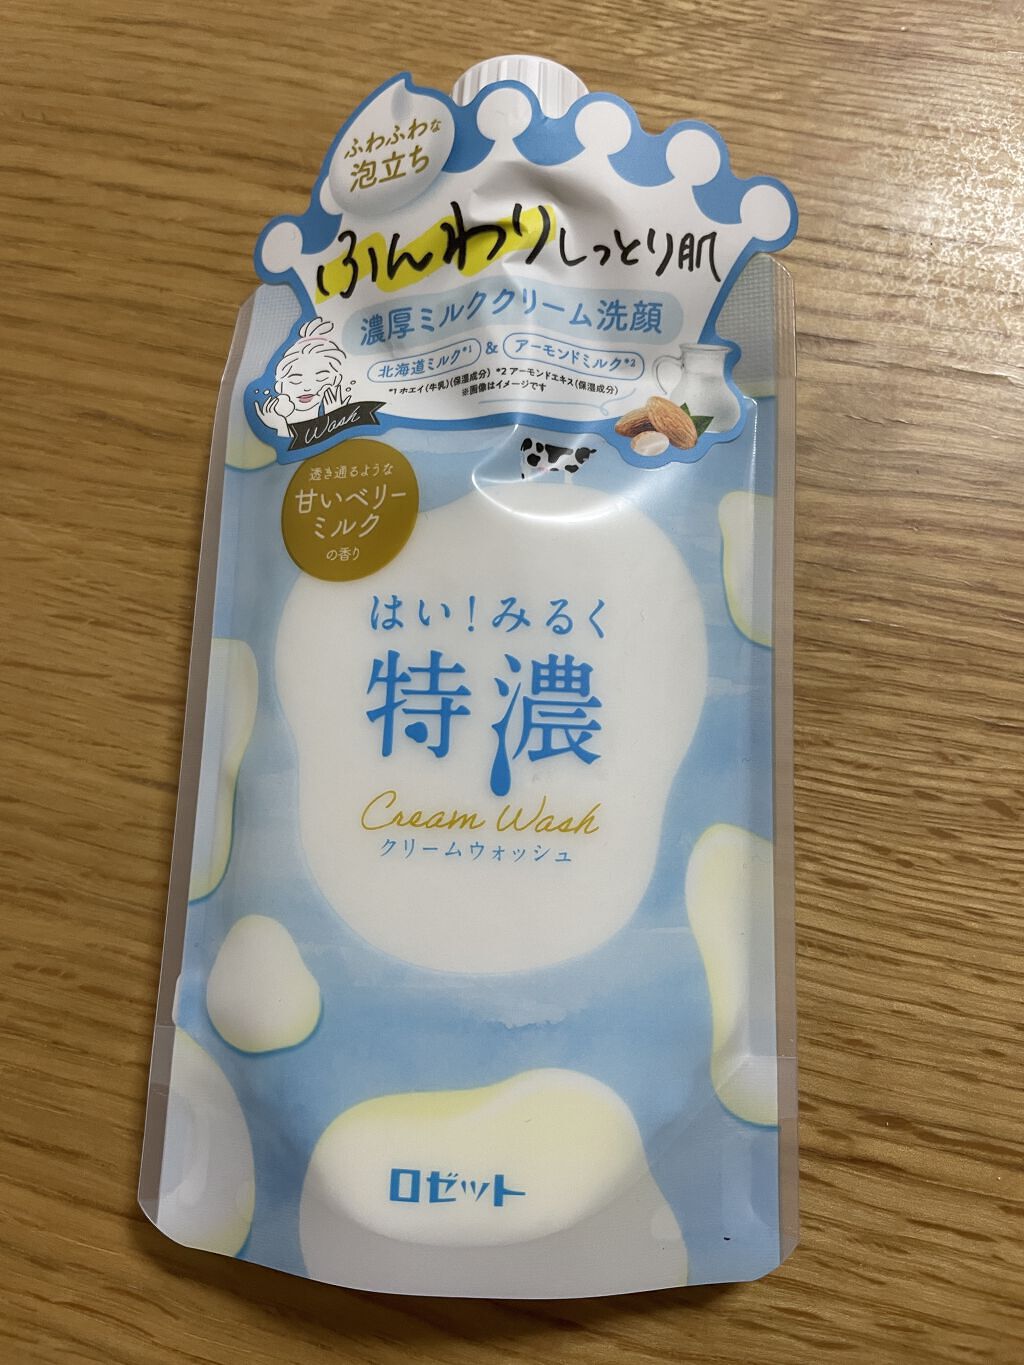 ふわふわな
泡立ち
ふんわりしっとり肌
濃厚ミルククリーム洗顔
北海道ミルク*1 & アーモンドミルク*2
*1 ホエイ(牛乳)(保湿成分) *2 アーモンドエキス(保湿成分)
※画像はイメージです
Wash
透き通るような
甘いベリー
ミルク
の香り
はい!みるく
特濃
Cream Wash
クリームウォッシュ
ロゼット